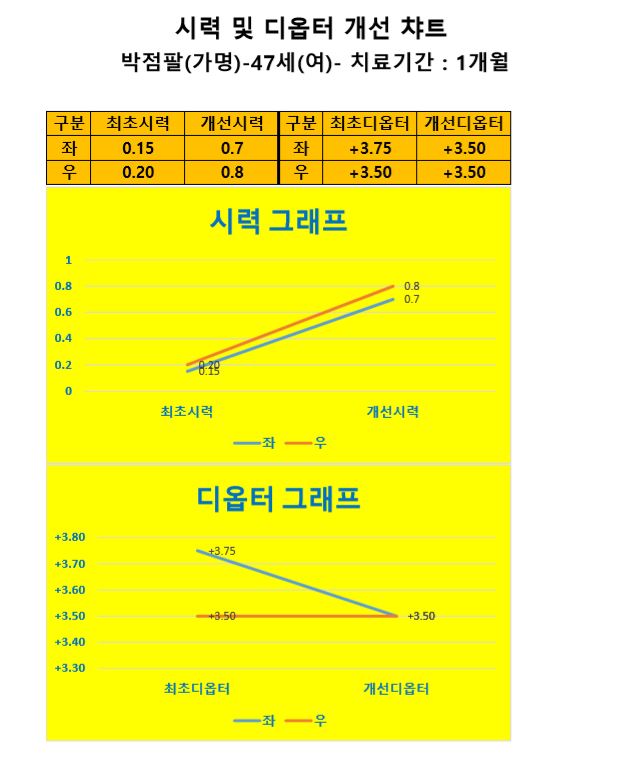 시력 및 디옵터 개선 챠트
박점팔(가명)-47세(여)- 치료기간 : 1개월
구분 최초시력 개선시력 구분 최초디옵터 개선디옵터
좌 0.15 0.7 좌 +3.75 +3.50
우 0.20 0.8 우 +3.50 +3.50
시력 그래프
1
0.8
0.6
0.4
0.2
0
0.8
0.7
0.20
0.15
최초시력 개선시력
좌 우
디옵터 그래프
+3.80
+3.70
+3.60
+3.50
+3.40
+3.30
+3.75
+3.50 +3.50
최초디옵터 개선디옵터
좌 우